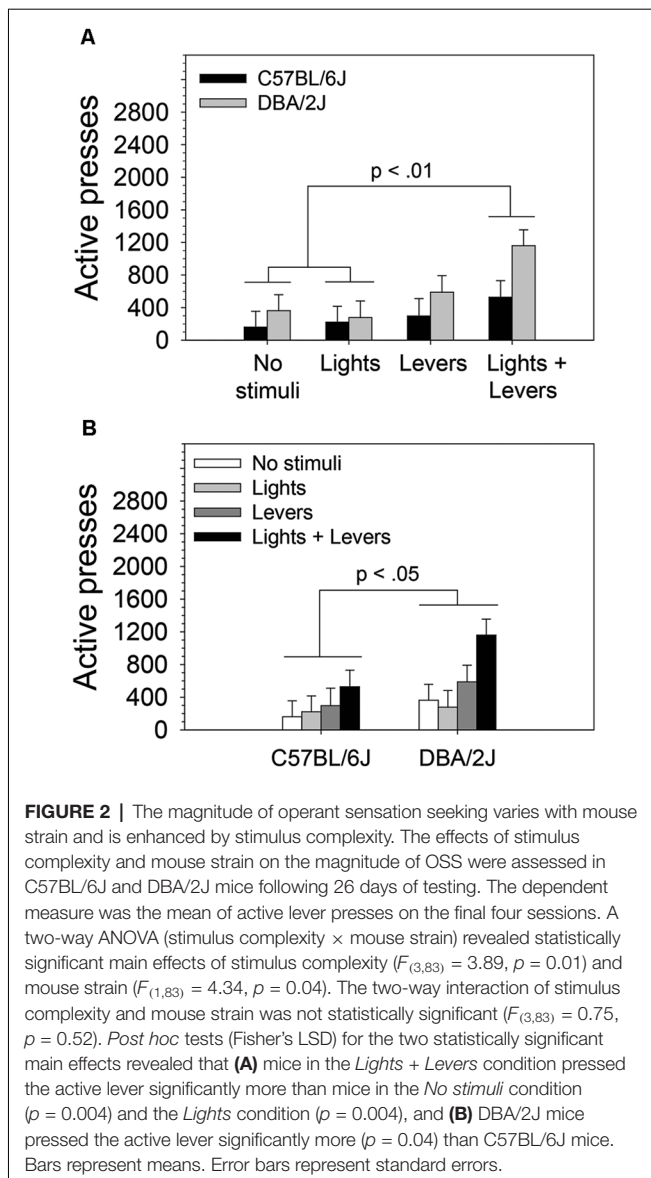 A
C57BL/6J
DBA/2J
2800
2400
2000
1600
1200
800
400
0
Active presses
p < .01
No stimuli
Lights
Levers
Lights + Levers
B
No stimuli
Lights
Levers
Lights + Levers
2800
2400
2000
1600
1200
800
400
0
Active presses
p < .05
C57BL/6J
DBA/2J
FIGURE 2 | The magnitude of operant sensation seeking varies with mouse
strain and is enhanced by stimulus complexity. The effects of stimulus
complexity and mouse strain on the magnitude of OSS were assessed in
C57BL/6J and DBA/2J mice following 26 days of testing. The dependent
measure was the mean of active lever presses on the final four sessions. A
two-way ANOVA (stimulus complexity × mouse strain) revealed statistically
significant main effects of stimulus complexity (F(3,83) = 3.89, p = 0.01) and
mouse strain (F(1,83) = 4.34, p = 0.04). The two-way interaction of stimulus
complexity and mouse strain was not statistically significant (F(3,83) = 0.75,
p = 0.52). Post hoc tests (Fisher's LSD) for the two statistically significant
main effects revealed that (A) mice in the Lights + Levers condition pressed
the active lever significantly more than mice in the No stimuli condition
(p = 0.004) and the Lights condition (p = 0.004), and (B) DBA/2J mice
pressed the active lever significantly more (p = 0.04) than C57BL/6J mice.
Bars represent means. Error bars represent standard errors.